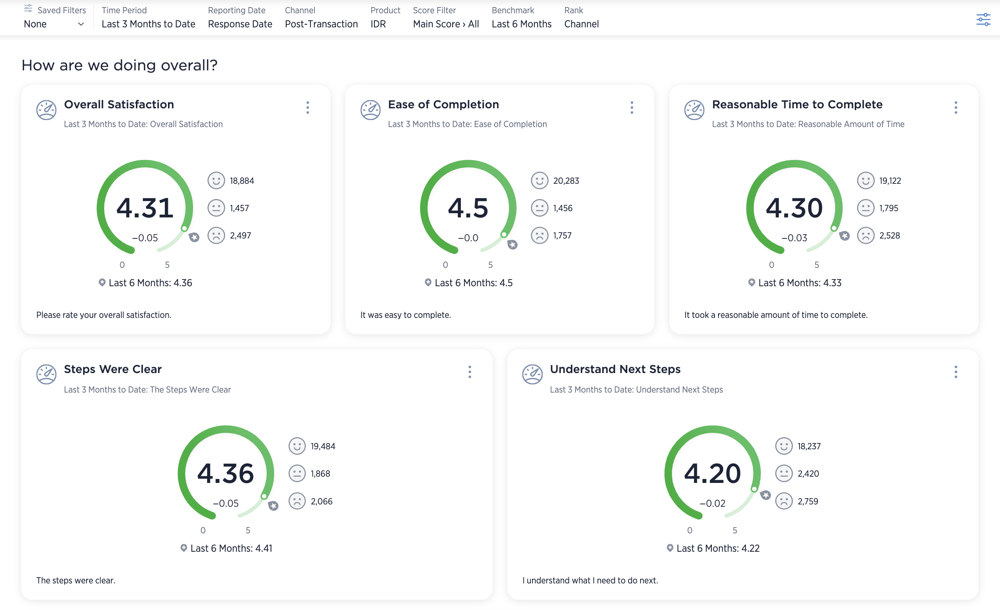 Saved Filters
None
Time Period
Last 3 Months to Date
Reporting Date
Response Date
Channel
Post-Transaction
Product
IDR
Score Filter
Main Score › All
Benchmark
Last 6 Months
Rank
Channel
How are we doing overall?
Overall Satisfaction
Last 3 Months to Date: Overall Satisfaction
4.31
–0.05
0 5
18,884
1,457
2,497
Last 6 Months: 4.36
Please rate your overall satisfaction.
Ease of Completion
Last 3 Months to Date: Ease of Completion
4.5
–0.0
0 5
20,283
1,456
1,757
Last 6 Months: 4.5
It was easy to complete.
Reasonable Time to Complete
Last 3 Months to Date: Reasonable Amount of Time
4.30
–0.03
0 5
19,122
1,795
2,528
Last 6 Months: 4.33
It took a reasonable amount of time to complete.
Steps Were Clear
Last 3 Months to Date: The Steps Were Clear
4.36
–0.05
0 5
19,484
1,868
2,066
Last 6 Months: 4.41
The steps were clear.
Understand Next Steps
Last 3 Months to Date: Understand Next Steps
4.20
–0.02
0 5
18,237
2,420
2,759
Last 6 Months: 4.22
I understand what I need to do next.